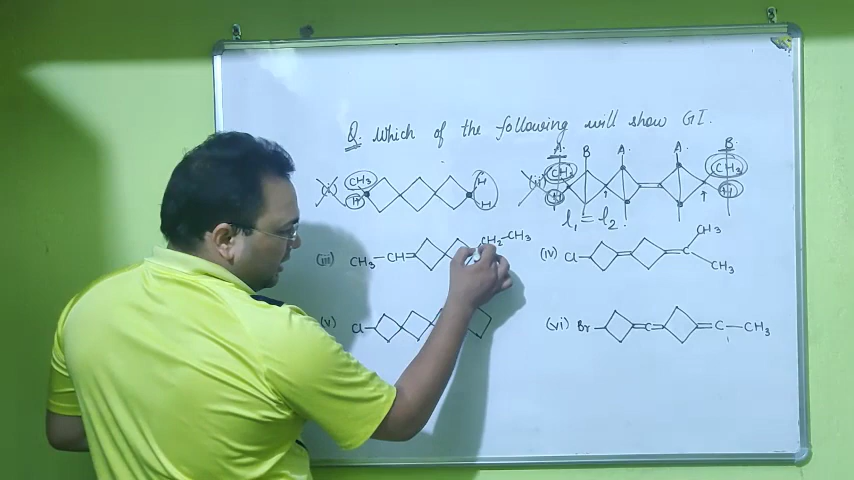 Q. Which of the following will show GI.
(i) CH3 H H H
(ii) A. B A. A. B. CH3 H CH3 H
l1 = l2
(iii) CH3-CH= CH2-CH3
(iv) Cl C CH3 CH3
(v) Cl
(vi) Br =C= =C-CH3